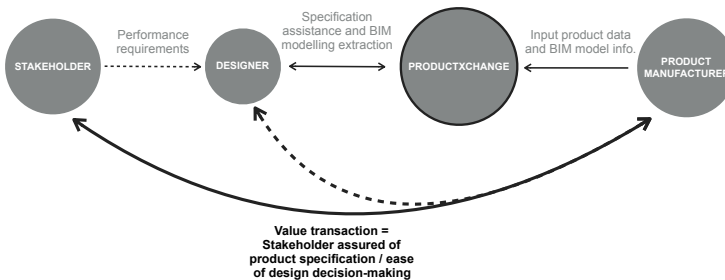 Performance
requirements
Specification
assistance and BIM
modelling extraction
Input product data
and BIM model info.
STAKEHOLDER
DESIGNER
PRODUCTXCHANGE
PRODUCT
MANUFACTURER
Value transaction =
Stakeholder assured of
product specification / ease
of design decision-making